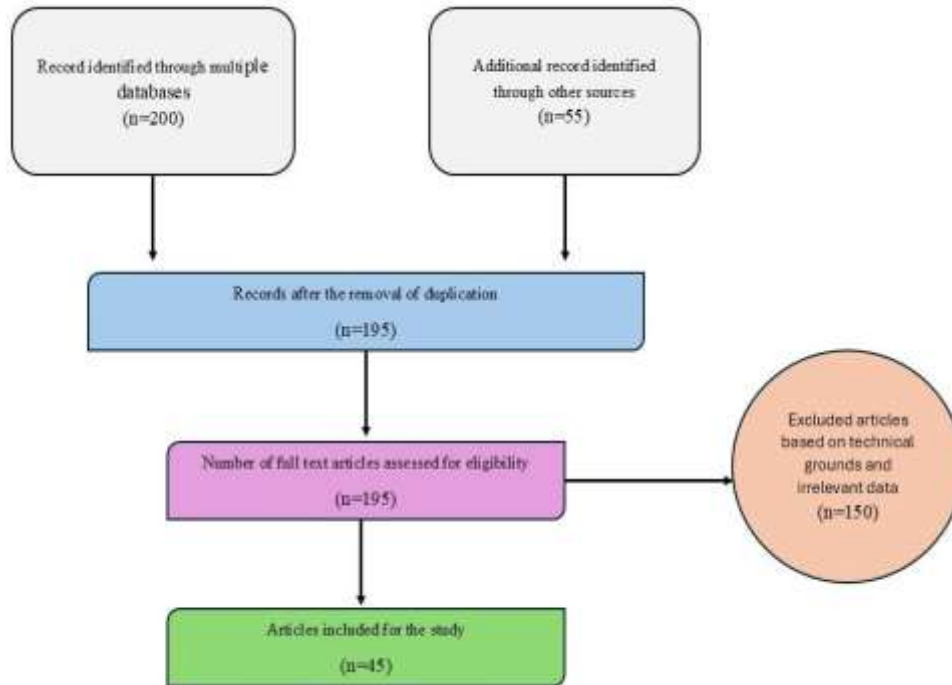 Record identified through multiple
databases
(n=200)
Additional record identified
through other sources
(n=55)
Records after the removal of duplication
(n=195)
Number of full text articles assessed for eligibility
(n=195)
Excluded articles
based on technical
grounds and
irrelevant data
(n=150)
Articles included for the study
(n=45)